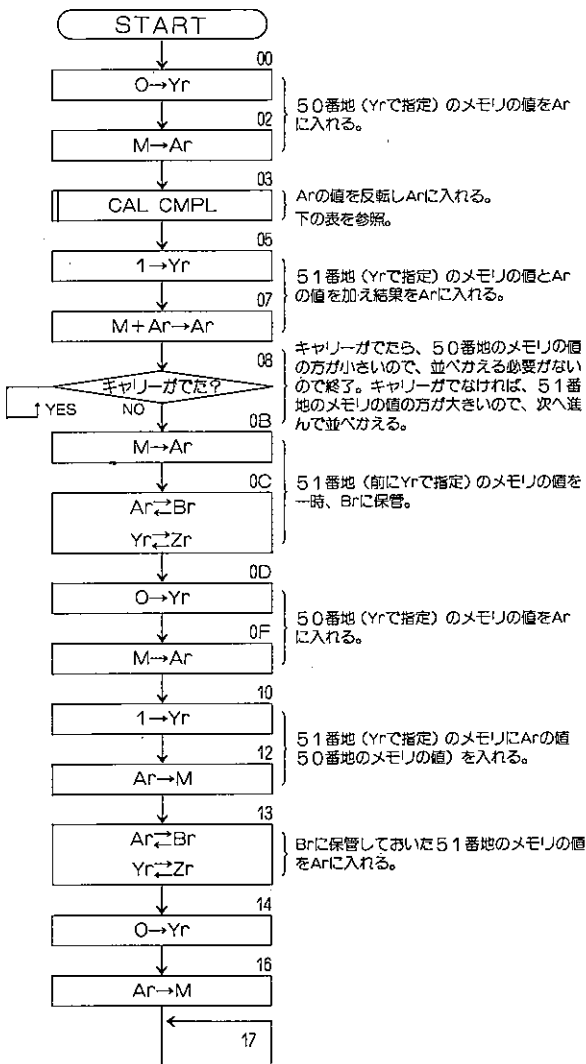 START
00
0→Yr
02
M→Ar
50番地（Yrで指定）のメモリの値をAr
に入れる。
03
CAL CMPL
Arの値を反転しArに入れる。
下の表を参照。
05
1→Yr
07
M+Ar→Ar
51番地（Yrで指定）のメモリの値とAr
の値を加え結果をArに入れる。
08
キャリーがでた?
YES NO
キャリーがでたら、50番地のメモリの値
の方が小さいので、並べかえる必要がない
ので終了。キャリーがでなければ、51番
地のメモリの値の方が大きいので、次へ進
んで並べかえる。
0B
M→Ar
0C
Ar⇄Br
Yr⇄Zr
51番地（前にYrで指定）のメモリの値を
一時、Brに保管。
0D
0→Yr
0F
M→Ar
50番地（Yrで指定）のメモリの値をAr
に入れる。
10
1→Yr
12
Ar→M
51番地（Yrで指定）のメモリにArの値
50番地のメモリの値）を入れる。
13
Ar⇄Br
Yr⇄Zr
Brに保管しておいた51番地のメモリの値
をArに入れる。
14
0→Yr
16
Ar→M
17